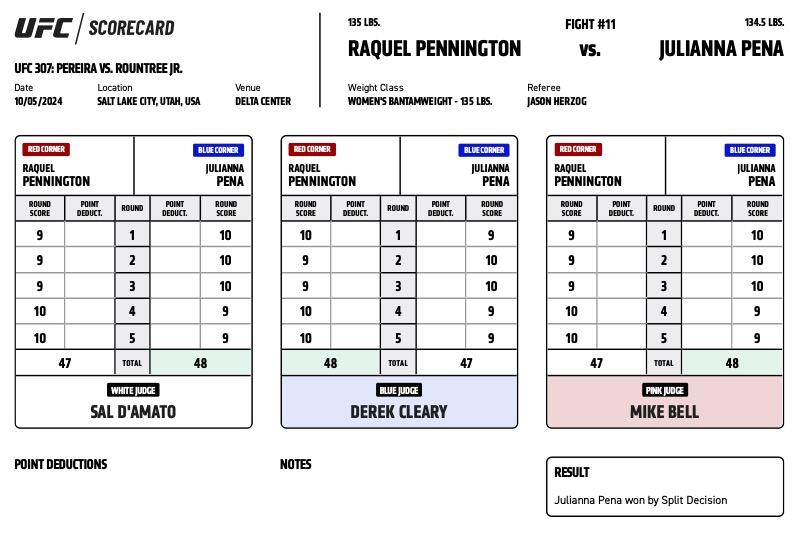 UFC SCORECARD
UFC 307: PEREIRA VS. ROUNTREE JR.
Date Location Venue
10/05/2024 SALT LAKE CITY, UTAH, USA DELTA CENTER
135 LBS. FIGHT #11 134.5 LBS.
RAQUEL PENNINGTON vs. JULIANNA PENA
Weight Class Referee
WOMEN'S BANTAMWEIGHT - 135 LBS. JASON HERZOG
RED CORNER BLUE CORNER
RAQUEL JULIANNA
PENNINGTON PENA
ROUND SCORE POINT DEDUCT. ROUND POINT DEDUCT. ROUND SCORE
9 1 10
9 2 10
9 3 10
10 4 9
10 5 9
47 TOTAL 48
WHITE JUDGE
SAL D'AMATO
RED CORNER BLUE CORNER
RAQUEL JULIANNA
PENNINGTON PENA
ROUND SCORE POINT DEDUCT. ROUND POINT DEDUCT. ROUND SCORE
10 1 9
9 2 10
9 3 10
10 4 9
10 5 9
48 TOTAL 47
BLUE JUDGE
DEREK CLEARY
RED CORNER BLUE CORNER
RAQUEL JULIANNA
PENNINGTON PENA
ROUND SCORE POINT DEDUCT. ROUND POINT DEDUCT. ROUND SCORE
9 1 10
9 2 10
9 3 10
10 4 9
10 5 9
47 TOTAL 48
PINK JUDGE
MIKE BELL
POINT DEDUCTIONS
NOTES
RESULT
Julianna Pena won by Split Decision